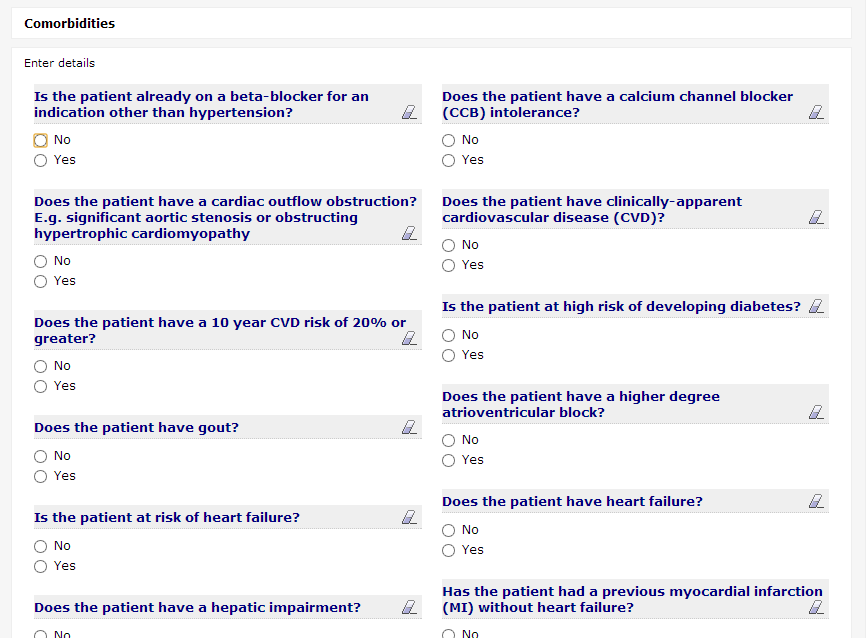 Comorbidities
Enter details
Is the patient already on a beta-blocker for an
indication other than hypertension?
No
Yes
Does the patient have a cardiac outflow obstruction?
E.g. significant aortic stenosis or obstructing
hypertrophic cardiomyopathy
No
Yes
Does the patient have a 10 year CVD risk of 20% or
greater?
No
Yes
Does the patient have gout?
No
Yes
Is the patient at risk of heart failure?
No
Yes
Does the patient have a hepatic impairment?
No
Does the patient have a calcium channel blocker
(CCB) intolerance?
No
Yes
Does the patient have clinically-apparent
cardiovascular disease (CVD)?
No
Yes
Is the patient at high risk of developing diabetes?
No
Yes
Does the patient have a higher degree
atrioventricular block?
No
Yes
Does the patient have heart failure?
No
Yes
Has the patient had a previous myocardial infarction
(MI) without heart failure?
No